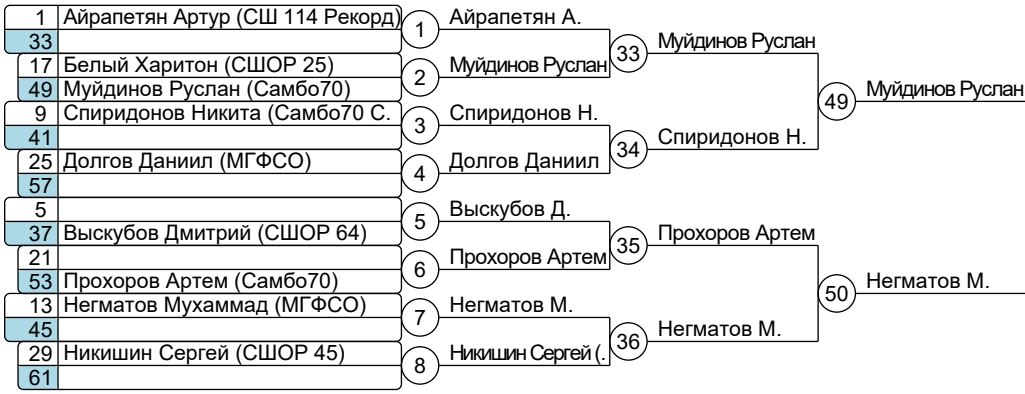 1 Айрапетян Артур (СШ 114 Рекорд)
33
17 Белый Харитон (СШОР 25)
49 Муйдинов Руслан (Самбо70)
9 Спиридонов Никита (Самбо70 С.
41
25 Долгов Даниил (МГФСО)
57
5
37 Выскубов Дмитрий (СШОР 64)
21
53 Прохоров Артем (Самбо70)
13 Негматов Мухаммад (МГФСО)
45
29 Никишин Сергей (СШОР 45)
61
1 Айрапетян А.
2 Муйдинов Руслан
3 Спиридонов Н.
4 Долгов Даниил
5 Выскубов Д.
6 Прохоров Артем
7 Негматов М.
8 Никишин Сергей (.
33 Муйдинов Руслан
34 Спиридонов Н.
35 Прохоров Артем
36 Негматов М.
49 Муйдинов Руслан
50 Негматов М.